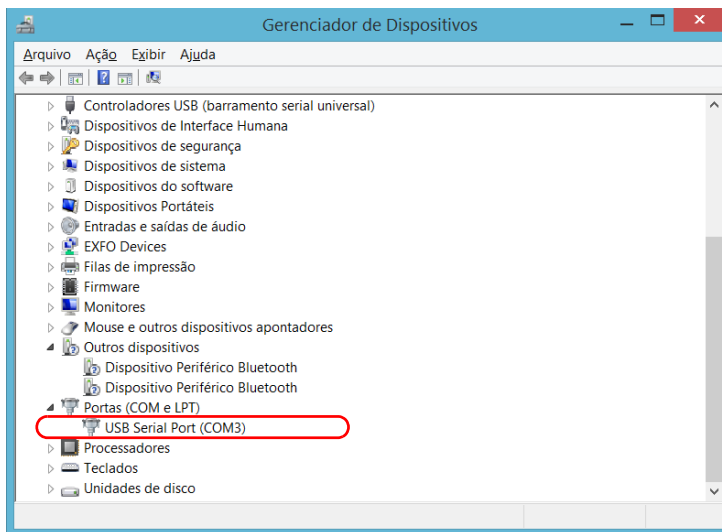 Gerenciador de Dispositivos
Arquivo Ação Exibir Ajuda
Controladores USB (barramento serial universal)
Dispositivos de Interface Humana
Dispositivos de segurança
Dispositivos de sistema
Dispositivos do software
Dispositivos Portáteis
Entradas e saídas de áudio
EXFO Devices
Filas de impressão
Firmware
Monitores
Mouse e outros dispositivos apontadores
Outros dispositivos
Dispositivo Periférico Bluetooth
Dispositivo Periférico Bluetooth
Portas (COM e LPT)
USB Serial Port (COM3)
Processadores
Teclados
Unidades de disco